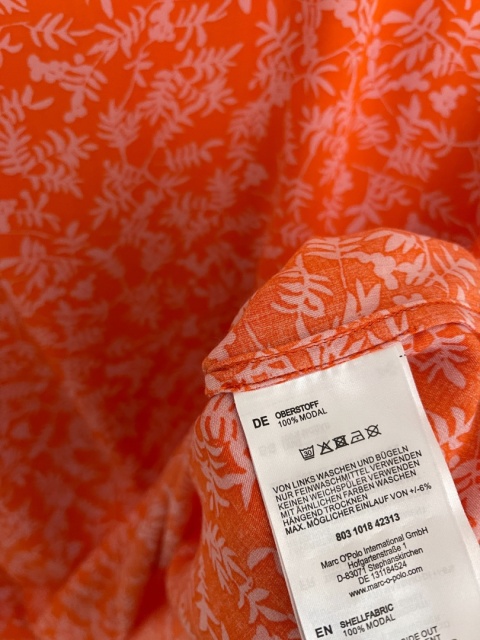 DE OBERSTOFF
100% MODAL
30
VON LINKS WASCHEN UND BÜGELN
NUR FEINWASCHMITTEL VERWENDEN
KEINEN WEICHSPÜLER VERWENDEN
MIT ÄHNLICHEN FARBEN WASCHEN
HÄNGEND TROCKNEN
MAX. MÖGLICHER EINLAUF VON +/-6%
803 1018 42313
Marc O'Polo International GmbH
Hofgartenstraße 1
D-83071 Stephanskirchen
DE 131184524
www.marc-o-polo.com
EN SHELLFABRIC
100% MODAL